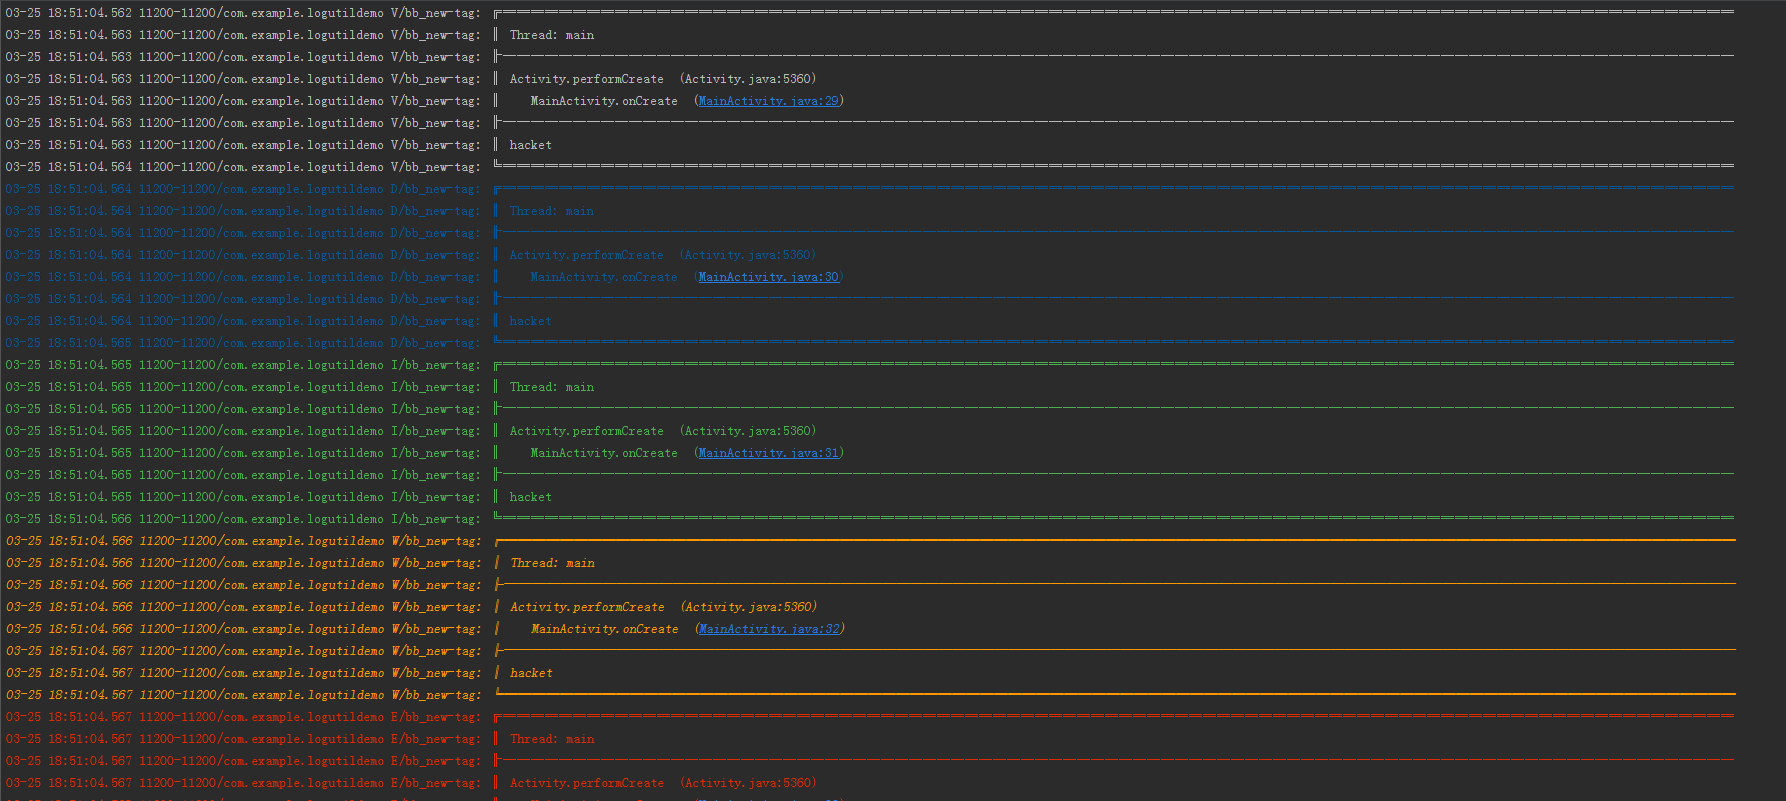 03-25 18:51:04.562 11200-11200/com.example.logutildemo V/bb_new-tag: ╔════════════════════════════════════════
03-25 18:51:04.563 11200-11200/com.example.logutildemo V/bb_new-tag: ║ Thread: main
03-25 18:51:04.563 11200-11200/com.example.logutildemo V/bb_new-tag: ╟────────────────────────────────────────
03-25 18:51:04.563 11200-11200/com.example.logutildemo V/bb_new-tag: ║ Activity.performCreate  (Activity.java:5360)
03-25 18:51:04.563 11200-11200/com.example.logutildemo V/bb_new-tag: ║    MainActivity.onCreate  (MainActivity.java:29)
03-25 18:51:04.563 11200-11200/com.example.logutildemo V/bb_new-tag: ╟────────────────────────────────────────
03-25 18:51:04.563 11200-11200/com.example.logutildemo V/bb_new-tag: ║ hacket
03-25 18:51:04.564 11200-11200/com.example.logutildemo V/bb_new-tag: ╚════════════════════════════════════════
03-25 18:51:04.564 11200-11200/com.example.logutildemo D/bb_new-tag: ╔════════════════════════════════════════
03-25 18:51:04.564 11200-11200/com.example.logutildemo D/bb_new-tag: ║ Thread: main
03-25 18:51:04.564 11200-11200/com.example.logutildemo D/bb_new-tag: ╟────────────────────────────────────────
03-25 18:51:04.564 11200-11200/com.example.logutildemo D/bb_new-tag: ║ Activity.performCreate  (Activity.java:5360)
03-25 18:51:04.564 11200-11200/com.example.logutildemo D/bb_new-tag: ║    MainActivity.onCreate  (MainActivity.java:30)
03-25 18:51:04.564 11200-11200/com.example.logutildemo D/bb_new-tag: ╟────────────────────────────────────────
03-25 18:51:04.564 11200-11200/com.example.logutildemo D/bb_new-tag: ║ hacket
03-25 18:51:04.565 11200-11200/com.example.logutildemo D/bb_new-tag: ╚════════════════════════════════════════
03-25 18:51:04.565 11200-11200/com.example.logutildemo I/bb_new-tag: ╔════════════════════════════════════════
03-25 18:51:04.565 11200-11200/com.example.logutildemo I/bb_new-tag: ║ Thread: main
03-25 18:51:04.565 11200-11200/com.example.logutildemo I/bb_new-tag: ╟────────────────────────────────────────
03-25 18:51:04.565 11200-11200/com.example.logutildemo I/bb_new-tag: ║ Activity.performCreate  (Activity.java:5360)
03-25 18:51:04.565 11200-11200/com.example.logutildemo I/bb_new-tag: ║    MainActivity.onCreate  (MainActivity.java:31)
03-25 18:51:04.565 11200-11200/com.example.logutildemo I/bb_new-tag: ╟────────────────────────────────────────
03-25 18:51:04.565 11200-11200/com.example.logutildemo I/bb_new-tag: ║ hacket
03-25 18:51:04.566 11200-11200/com.example.logutildemo I/bb_new-tag: ╚════════════════════════════════════════
03-25 18:51:04.566 11200-11200/com.example.logutildemo W/bb_new-tag: ╔════════════════════════════════════════
03-25 18:51:04.566 11200-11200/com.example.logutildemo W/bb_new-tag: ║ Thread: main
03-25 18:51:04.566 11200-11200/com.example.logutildemo W/bb_new-tag: ╟────────────────────────────────────────
03-25 18:51:04.566 11200-11200/com.example.logutildemo W/bb_new-tag: ║ Activity.performCreate  (Activity.java:5360)
03-25 18:51:04.566 11200-11200/com.example.logutildemo W/bb_new-tag: ║    MainActivity.onCreate  (MainActivity.java:32)
03-25 18:51:04.567 11200-11200/com.example.logutildemo W/bb_new-tag: ╟────────────────────────────────────────
03-25 18:51:04.567 11200-11200/com.example.logutildemo W/bb_new-tag: ║ hacket
03-25 18:51:04.567 11200-11200/com.example.logutildemo W/bb_new-tag: ╚════════════════════════════════════════
03-25 18:51:04.567 11200-11200/com.example.logutildemo E/bb_new-tag: ╔════════════════════════════════════════
03-25 18:51:04.567 11200-11200/com.example.logutildemo E/bb_new-tag: ║ Thread: main
03-25 18:51:04.567 11200-11200/com.example.logutildemo E/bb_new-tag: ╟────────────────────────────────────────
03-25 18:51:04.567 11200-11200/com.example.logutildemo E/bb_new-tag: ║ Activity.performCreate  (Activity.java:5360)